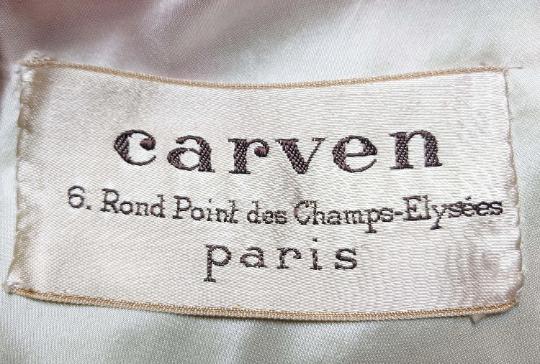 carven
6. Rond Point des Champs-Elysées
paris